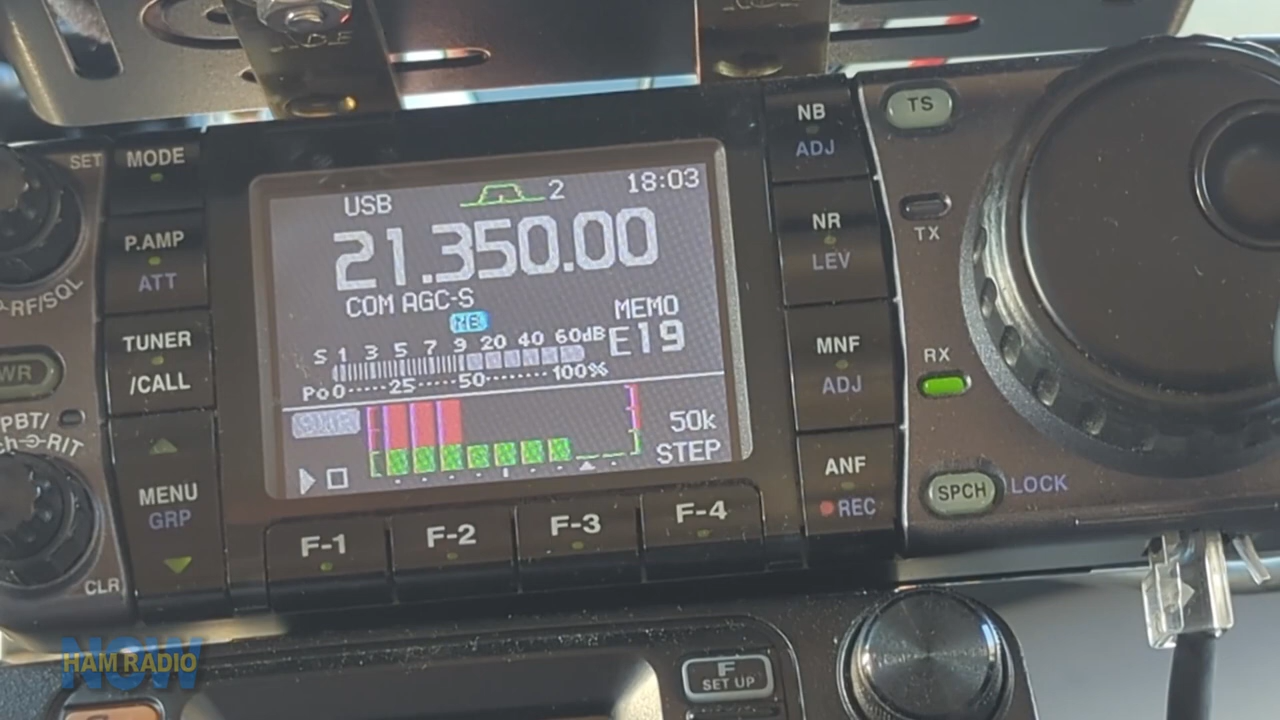 SET
MODE
P.AMP
ATT
RF/SQL
TUNER
/CALL
WR
PBT/
ch
RIT
MENU
GRP
CLR
USB
2
18:03
21.350.00
COM AGC-S
NB
MEMO
E19
S 1 3 5 7 9 20 40 60dB
Po 0 25 50 100%
50k
STEP
F-1
F-2
F-3
F-4
NB
ADJ
NR
LEV
MNF
ADJ
ANF
REC
TS
TX
RX
SPCH
LOCK
F
SET UP
NOW
HAM RADIO